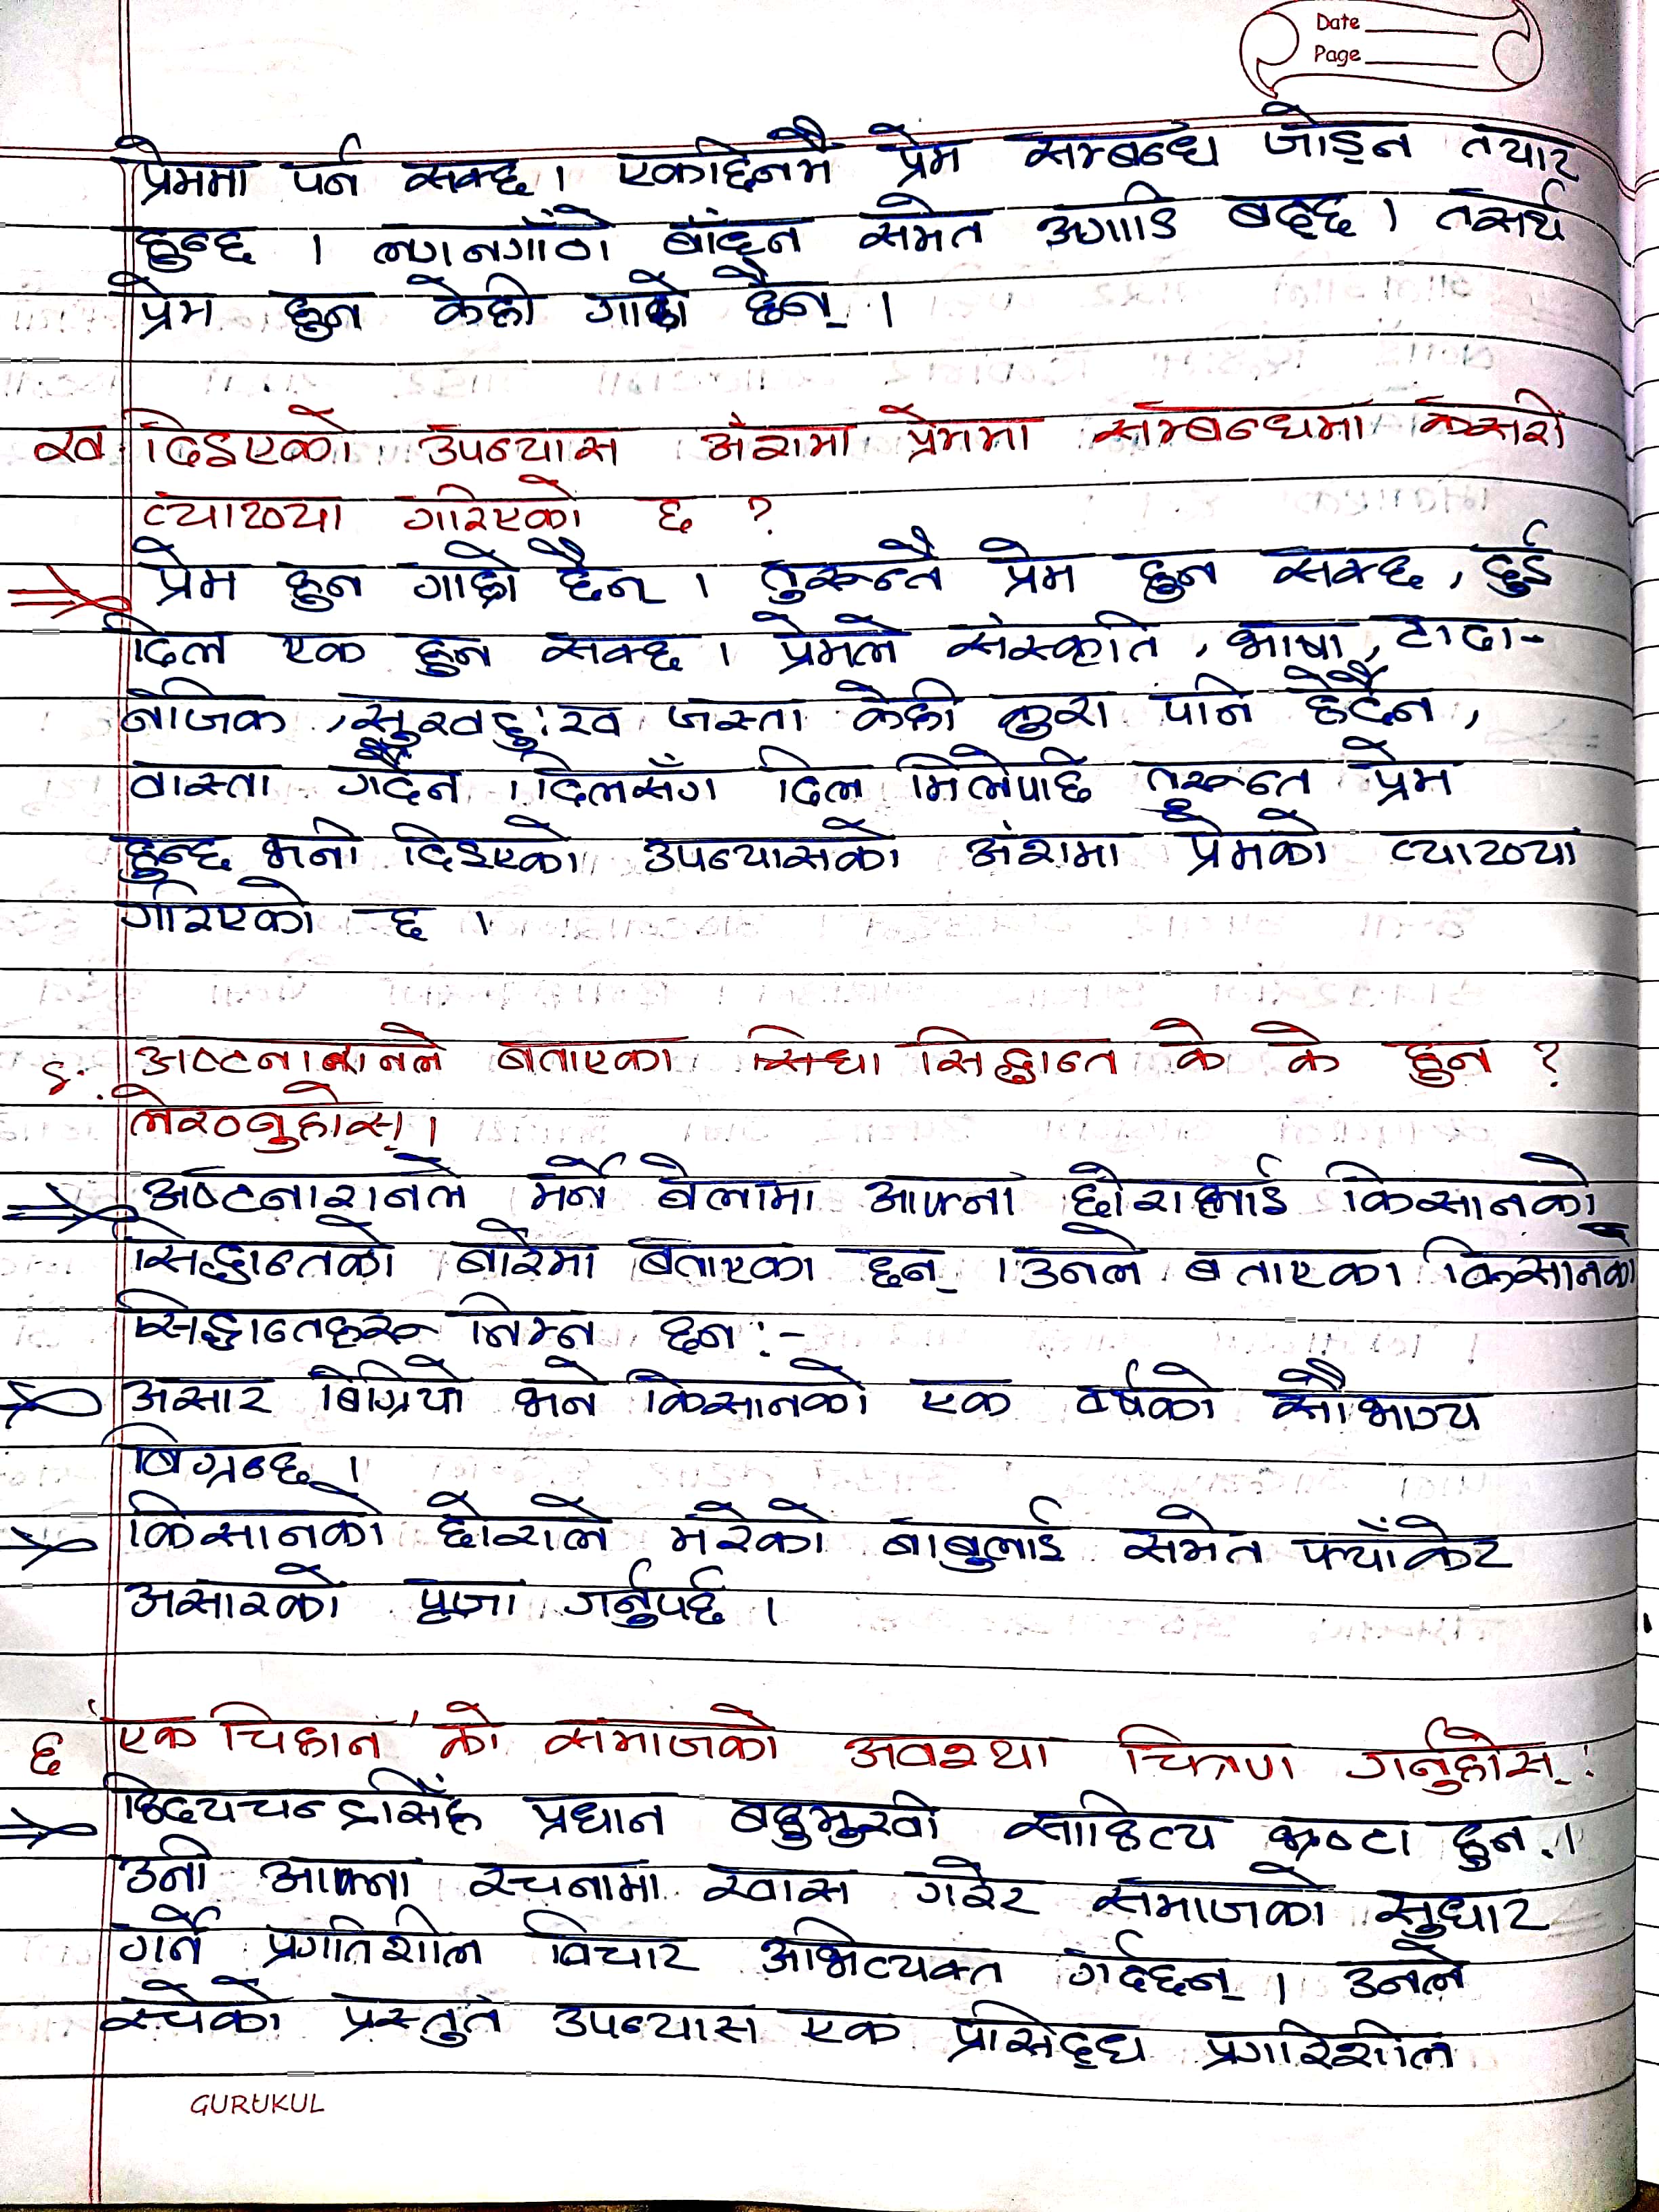 Date
Page
प्रेममा पर्न सक्छ। एकदिनमै प्रेम सम्बन्ध जोड्न तयार
हुन्छ । लगनगाँठो बाँध्न समेत अगाडि बढ्छ। तसर्थ
प्रेम हुन केही गाह्रो हैन् ।
ख दिइएको उपन्यास अंशमा प्रेममा सम्बन्धमा कसरी
व्याख्या गरिएको छ ?
प्रेम हुन गाह्रो हैन् । तुरुन्तै प्रेम हुन सक्छ, दुई
दिल एक हुन सक्छ । प्रेमले संस्कृति, भाषा, टाढा-
नजिक, सुखदुःख जस्ता केही कुरा पनि हेर्दैन,
वास्ता गर्दैन । दिलसँग दिल मिलेपछि तुरुन्त प्रेम
हुन्छ भनी दिइएको उपन्यासको अंशमा प्रेमको व्याख्या
गरिएको छ ।
५. अष्टनारानले बताएका सिधा सिद्धान्त के के हुन ?
लेख्नुहोस्।
अष्टनारानले मर्ने बेलामा आफ्ना छोरालाई किसानको
सिद्धान्तको बारेमा बताएका छन् । उनले बताएका किसानका
सिद्धान्तहरू निम्न छन:-
असार बिग्रियो भने किसानको एक वर्षको सौभाग्य
बिग्रन्छ ।
किसानको छोराले मरेको बाबुलाई समेत फ्याँकेर
असारको पूजा गर्नुपर्छ ।
६ 'एक चिहान' को समाजको अवस्था चित्रण गर्नुहोस्:
ह्रिदयचन्द्रसिंह प्रधान बहुमुखी साहित्य स्रष्टा हुन् ।
उनी आफ्ना रचनामा खास गरेर समाजको सुधार
गर्ने प्रगतिशील विचार अभिव्यक्त गर्दछन् । उनले
रचेको प्रस्तुत उपन्यास एक प्रसिद्ध प्रगरिशील
GURUKUL